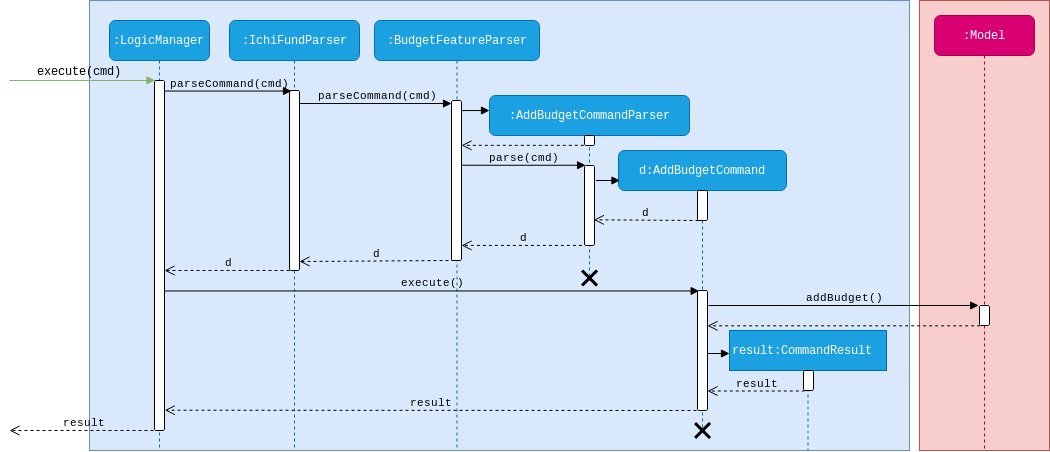 :LogicManager
:IchiFundParser
:BudgetFeatureParser
:Model
execute(cmd)
parseCommand(cmd)
parseCommand(cmd)
:AddBudgetCommandParser
parse(cmd)
d:AddBudgetCommand
d
d
d
d
execute()
addBudget()
result:CommandResult
result
result
result